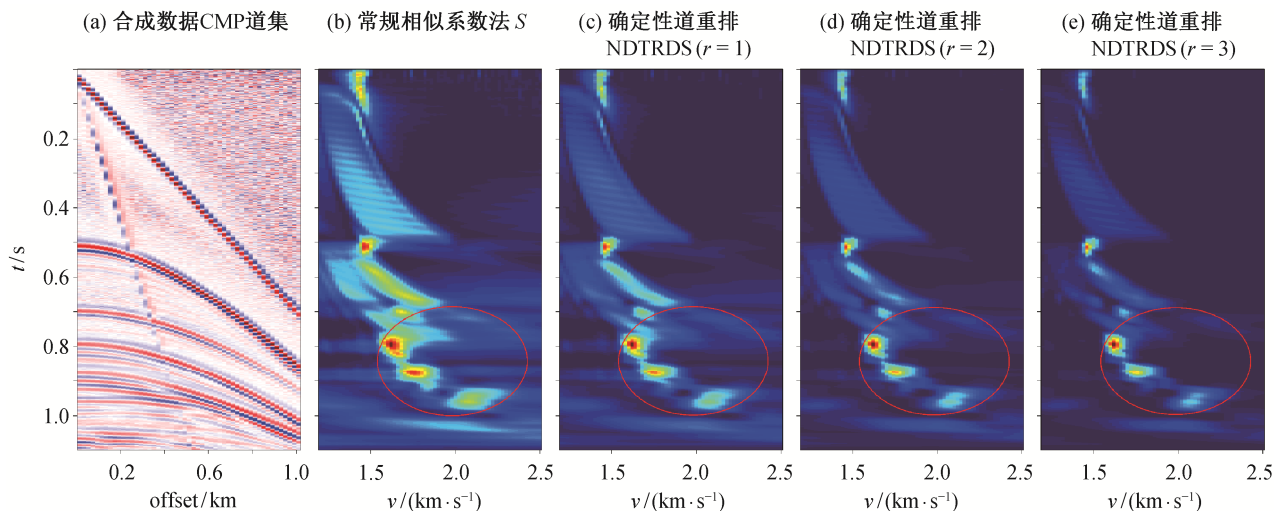 (a) 合成数据CMP道集
(b) 常规相似系数法 S
(c) 确定性道重排
NDTRDS (r = 1)
(d) 确定性道重排
NDTRDS (r = 2)
(e) 确定性道重排
NDTRDS (r = 3)
t/s
0.2
0.4
0.6
0.8
1.0
0.2 0.6 1.0
offset/km
1.5 2.0 2.5
v/(km·s⁻¹)
1.5 2.0 2.5
v/(km·s⁻¹)
1.5 2.0 2.5
v/(km·s⁻¹)
1.5 2.0 2.5
v/(km·s⁻¹)